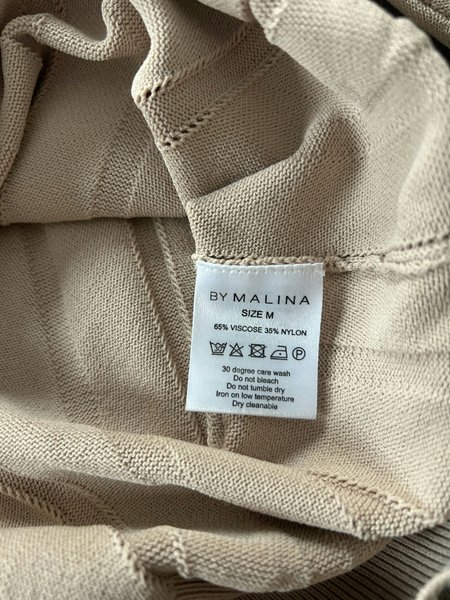 BY MALINA
SIZE M
65% VISCOSE 35% NYLON
30 P
30 degree care wash
Do not bleach
Do not tumble dry
Iron on low temperature
Dry cleanable